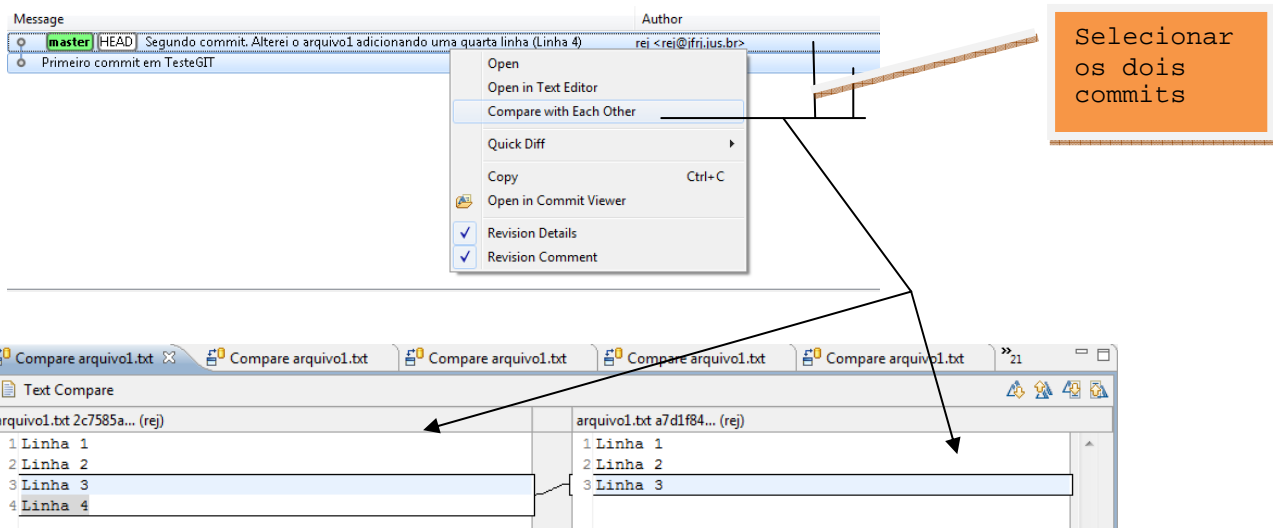 Message Author
master HEAD Segundo commit. Alterei o arquivo1 adicionando uma quarta linha (Linha 4) rej <rej@jfrj.jus.br>
Primeiro commit em TesteGIT
Selecionar
os dois
commits
Open
Open in Text Editor
Compare with Each Other
Quick Diff
Copy Ctrl+C
Open in Commit Viewer
Revision Details
Revision Comment
Compare arquivo1.txt Compare arquivo1.txt Compare arquivo1.txt Compare arquivo1.txt Compare arquivo1.txt »21
Text Compare
arquivo1.txt 2c7585a... (rej) arquivo1.txt a7d1f84... (rej)
1 Linha 1 1 Linha 1
2 Linha 2 2 Linha 2
3 Linha 3 3 Linha 3
4 Linha 4